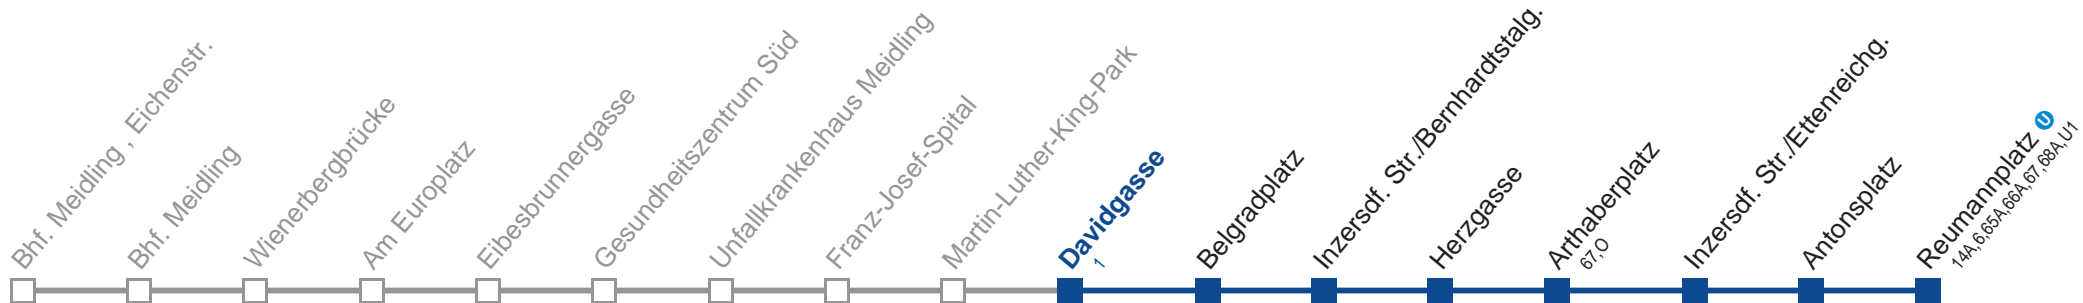 Bhf. Meidling , Eichenstr.
Bhf. Meidling
Wienerbergbrücke
Am Europlatz
Eibesbrunnergasse
Gesundheitszentrum Süd
Unfallkrankenhaus Meidling
Franz-Josef-Spital
Martin-Luther-King-Park
Davidgasse
1
Belgradplatz
Inzersdf. Str./Bernhardtstalg.
Herzgasse
Arthaberplatz
67,O
Inzersdf. Str./Ettenreichg.
Antonsplatz
Reumannplatz U
14A,6,65A,66A,67,68A,U1